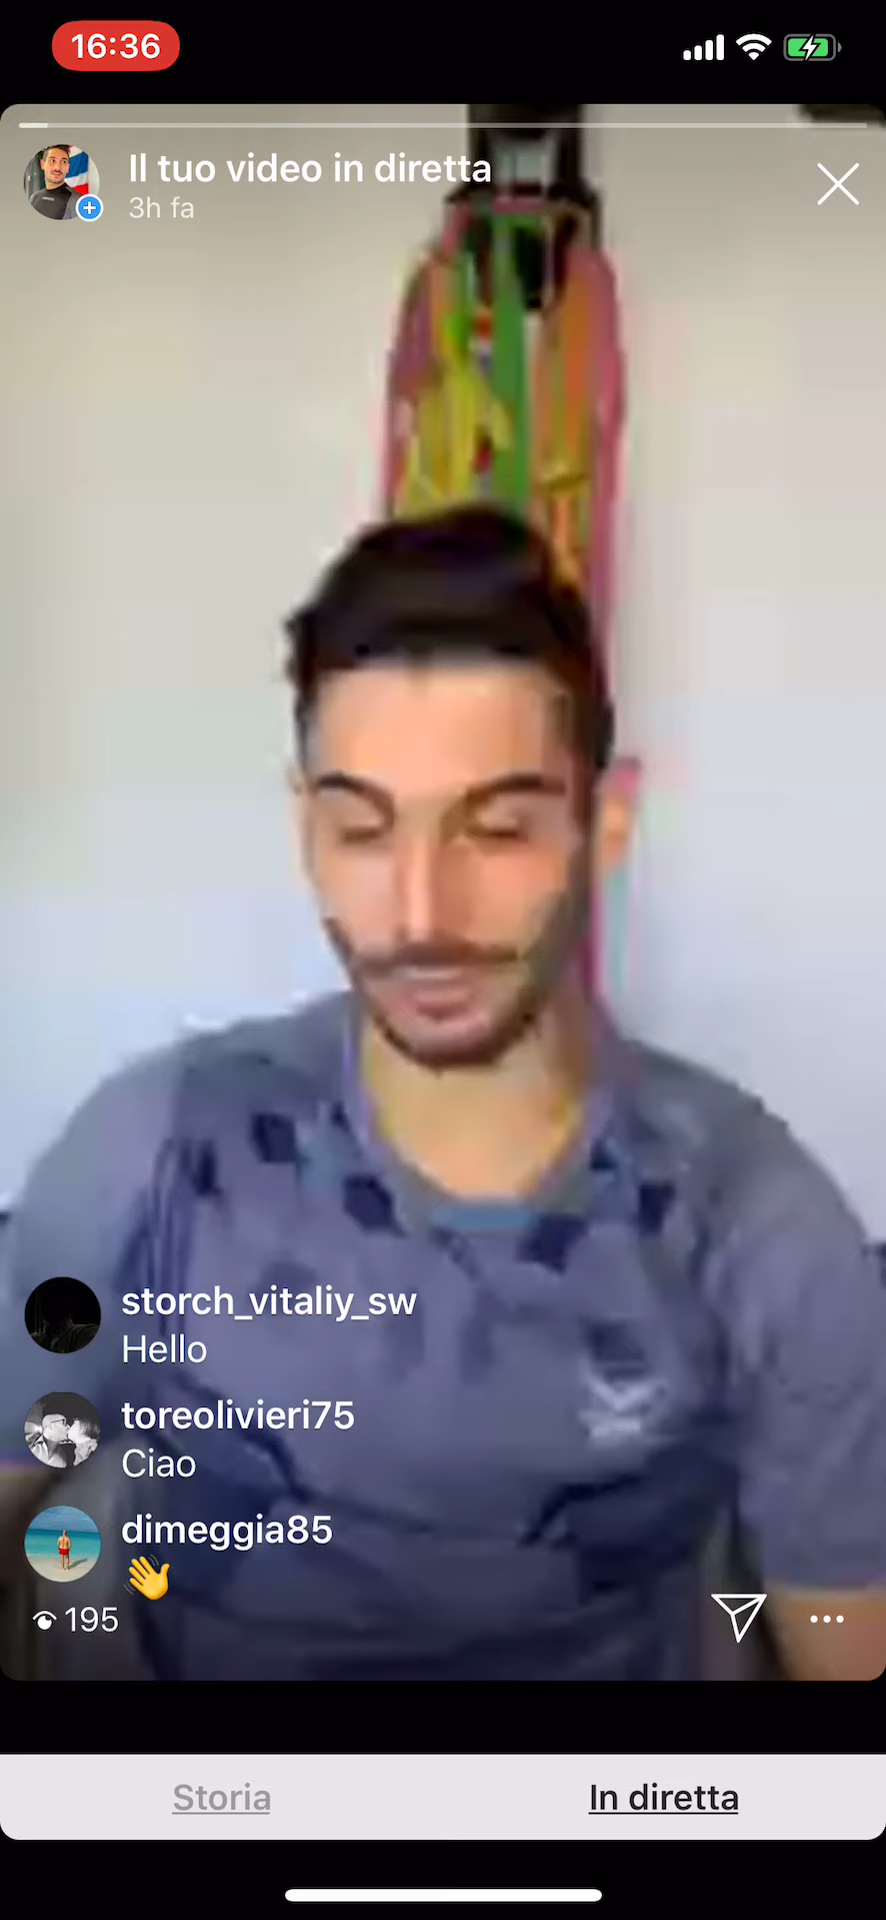 16:36
Il tuo video in diretta
3h fa
storch_vitaliy_sw
Hello
toreolivieri75
Ciao
dimeggia85
👋
195
Storia
In diretta